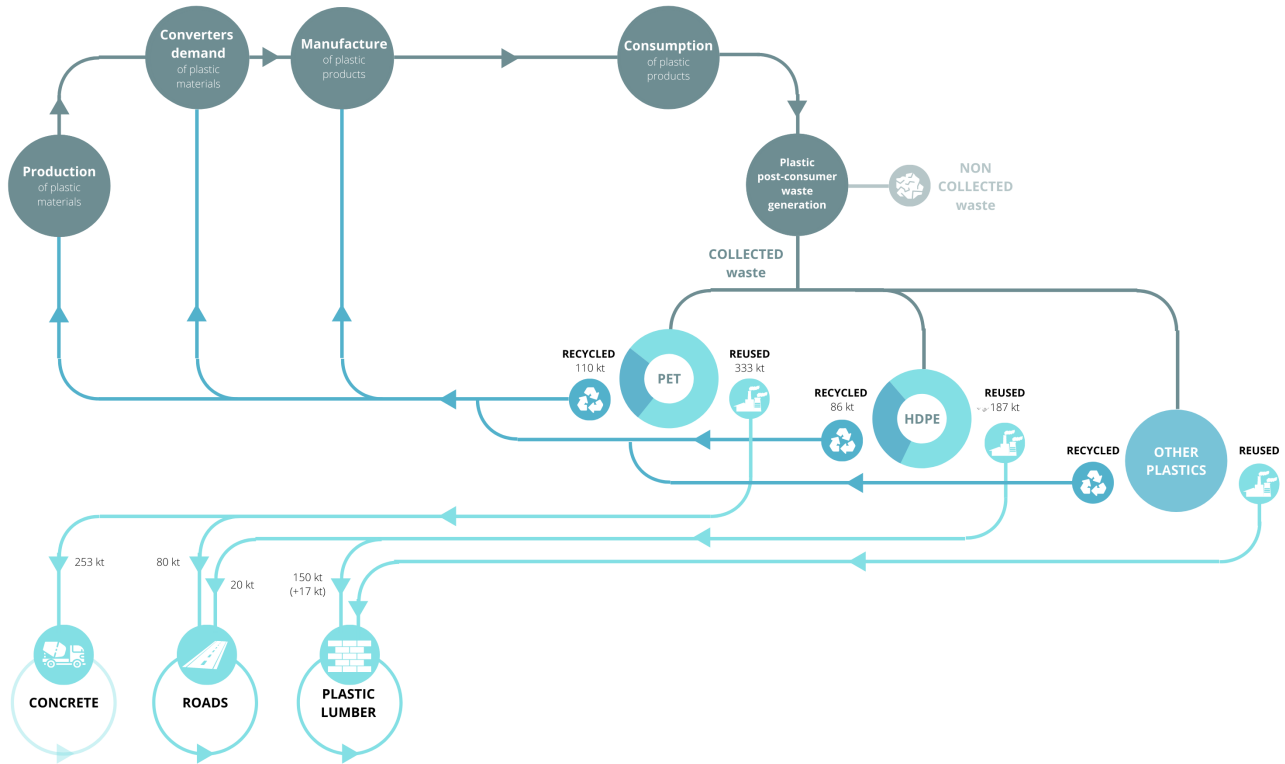 Converters
demand
of plastic
materials
Manufacture
of plastic
products
Consumption
of plastic
products
Production
of plastic
materials
Plastic
post-consumer
waste
generation
NON
COLLECTED
waste
COLLECTED
waste
RECYCLED
110 kt
PET
REUSED
333 kt
RECYCLED
86 kt
HDPE
REUSED
187 kt
RECYCLED
OTHER
PLASTICS
REUSED
253 kt
80 kt
20 kt
150 kt
(+17 kt)
CONCRETE
ROADS
PLASTIC
LUMBER